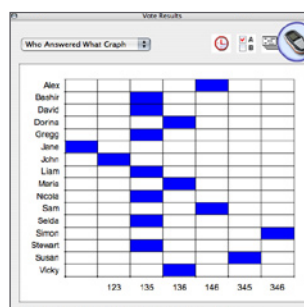 Vote Results
Who Answered What Graph
A
B
Alex
Bashir
David
Dorina
Gregg
Jane
John
Liam
Maria
Nicola
Sam
Seida
Simon
Stewart
Susan
Vicky
123 135 136 146 345 346